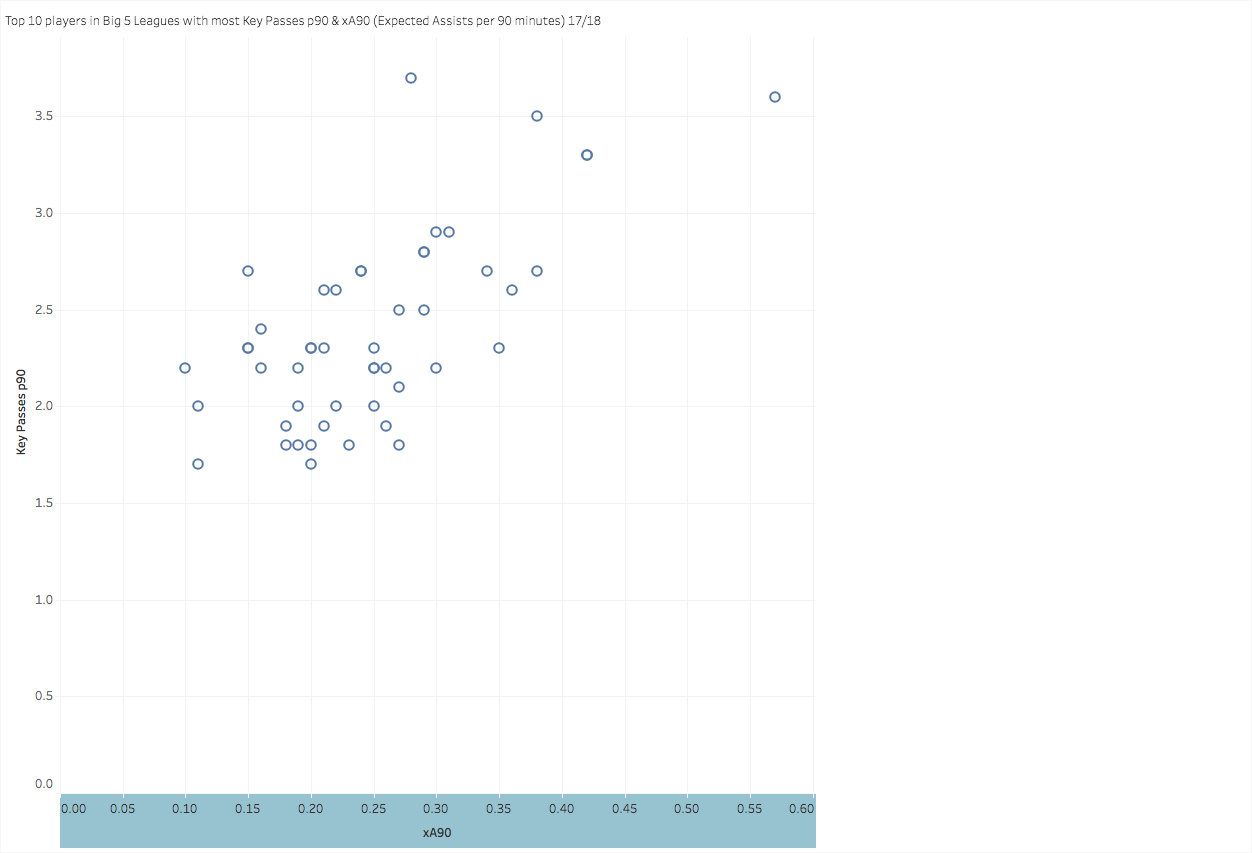 Top 10 players in Big 5 Leagues with most Key Passes p90 & xA90 (Expected Assists per 90 minutes) 17/18
3.5
3.0
2.5
2.0
1.5
1.0
0.5
0.0
Key Passes p90
0.00 0.05 0.10 0.15 0.20 0.25 0.30 0.35 0.40 0.45 0.50 0.55 0.60
xA90